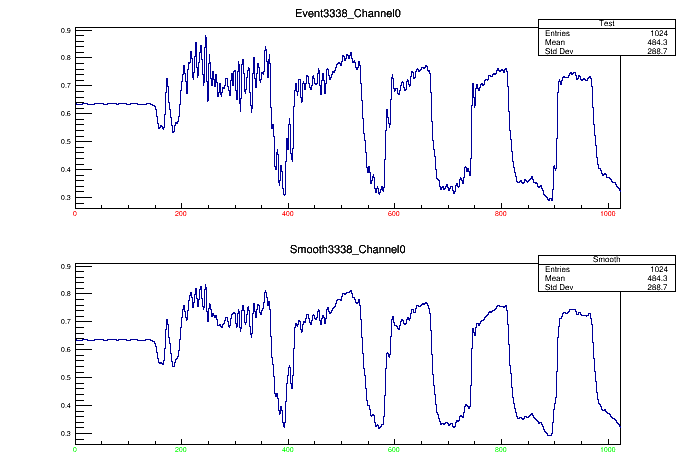 Event3338_Channel0
Test
Entries 1024
Mean 484.3
Std Dev 288.7
0.9
0.8
0.7
0.6
0.5
0.4
0.3
0 200 400 600 800 1000
Smooth3338_Channel0
Smooth
Entries 1024
Mean 484.3
Std Dev 288.7
0.9
0.8
0.7
0.6
0.5
0.4
0.3
0 200 400 600 800 1000